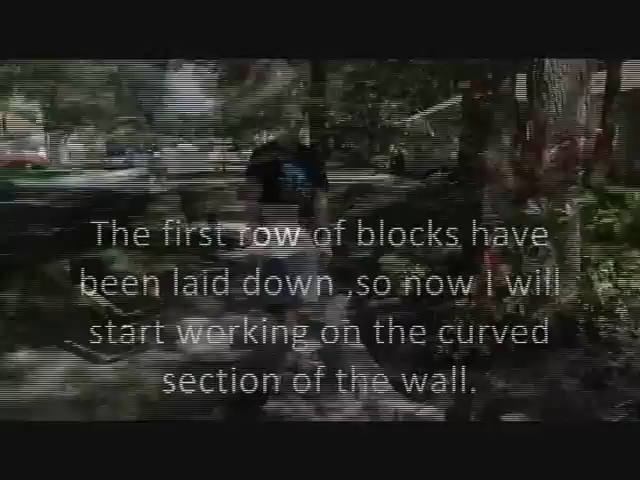 The first row of blocks have
been laid down ,so now I will
start working on the curved
section of the wall.